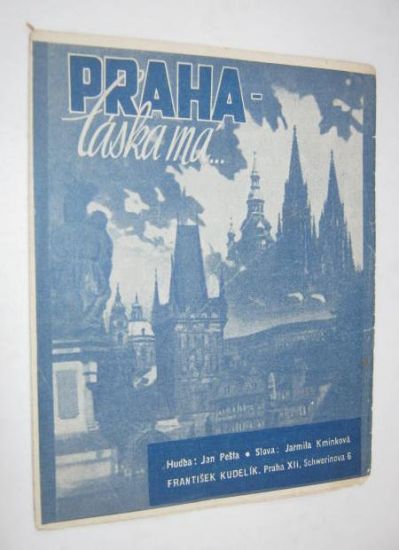 PRAHA -
láska má...
Hudba: Jan Pešta • Slova: Jarmila Kmínková
FRANTIŠEK KUDELÍK, Praha XII, Schwerinova 6